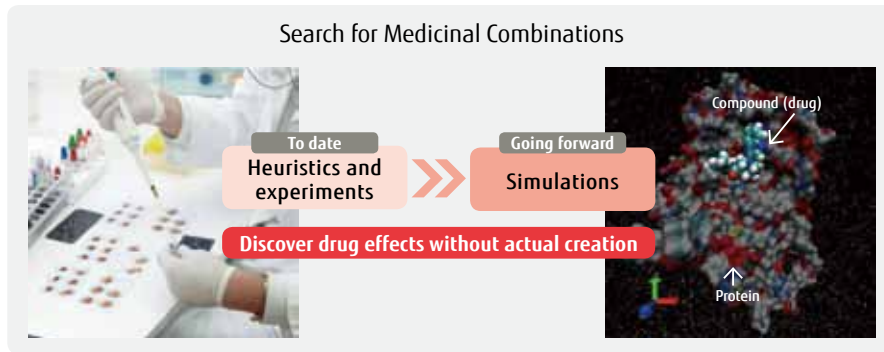 Search for Medicinal Combinations
To date
Heuristics and
experiments
Going forward
Simulations
Discover drug effects without actual creation
Compound (drug)
Protein